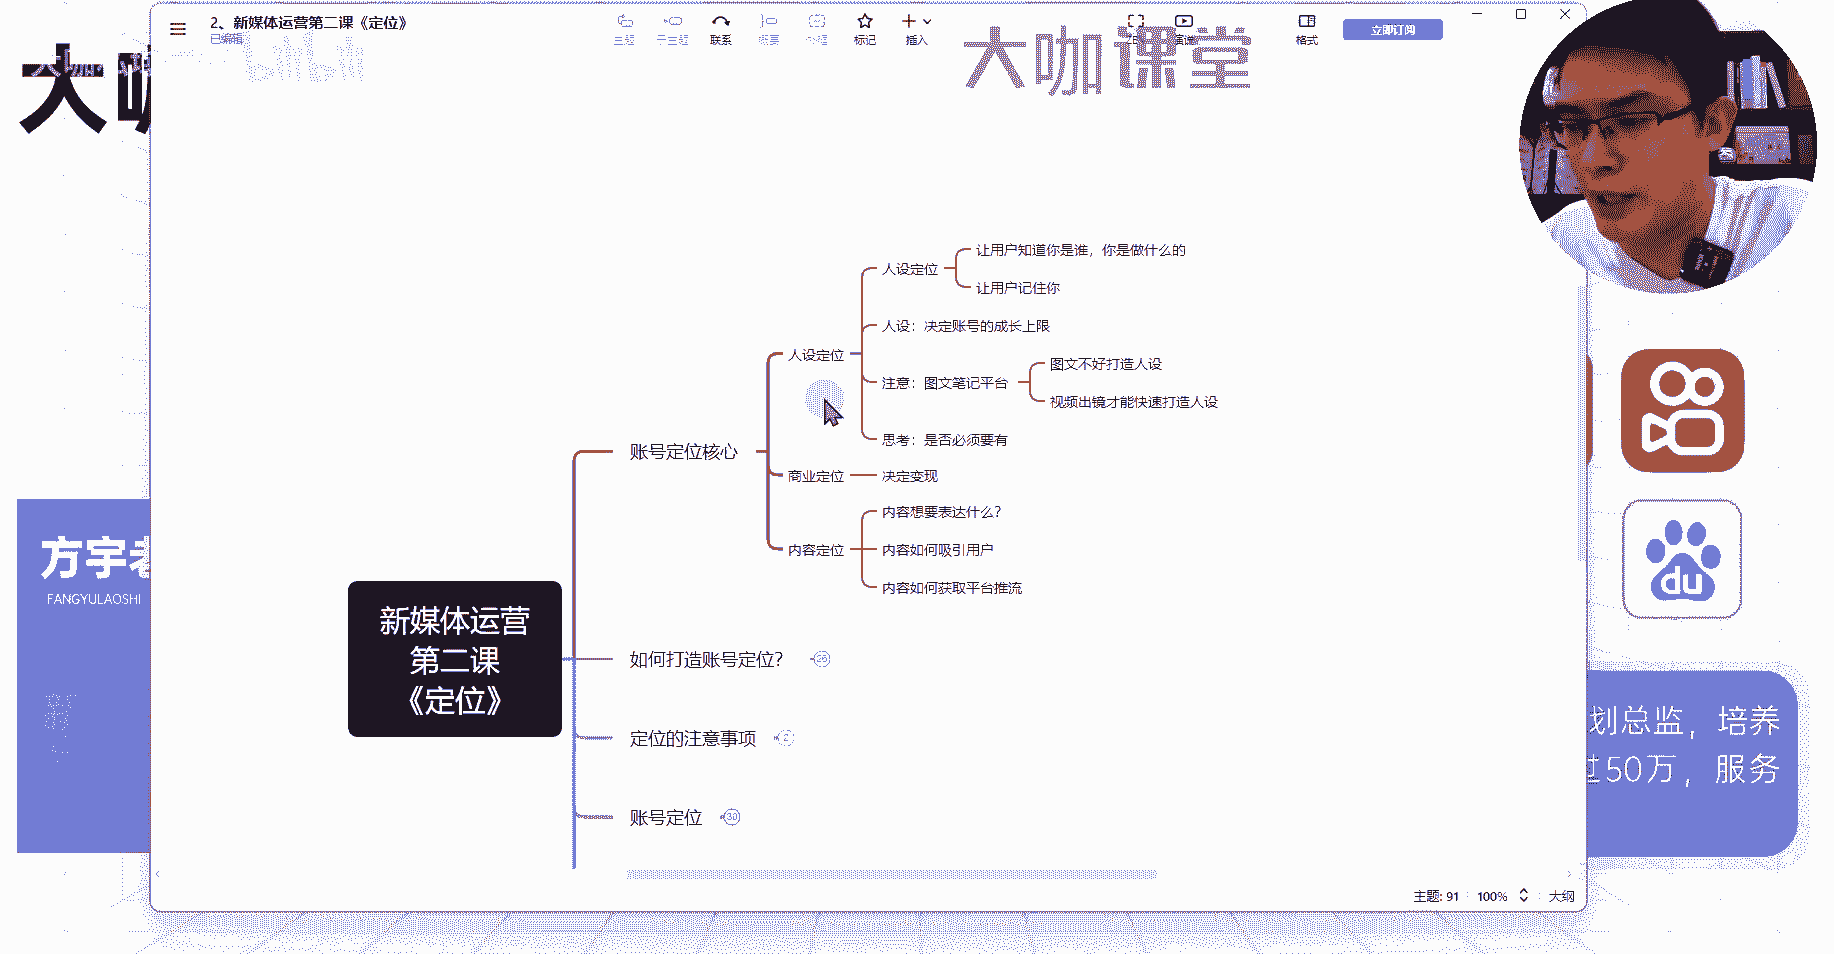 2、新媒体运营第二课《定位》
已编辑
主题
子主题
联系
概要
外框
标记
插入
演说
格式
立即订阅
bilibili
大咖课堂
大咖
让用户知道你是谁，你是做什么的
人设定位
让用户记住你
人设：决定账号的成长上限
人设定位
图文不好打造人设
注意：图文笔记平台
视频出镜才能快速打造人设
思考：是否必须要有
账号定位核心
商业定位
决定变现
内容想要表达什么？
内容定位
内容如何吸引用户
内容如何获取平台推流
方宇老
FANGYULAOSHI
du
新媒体运营
第二课
《定位》
如何打造账号定位？
26
定位的注意事项
2
账号定位
30
划总监，培养
过50万，服务
主题: 91
100%
大纲